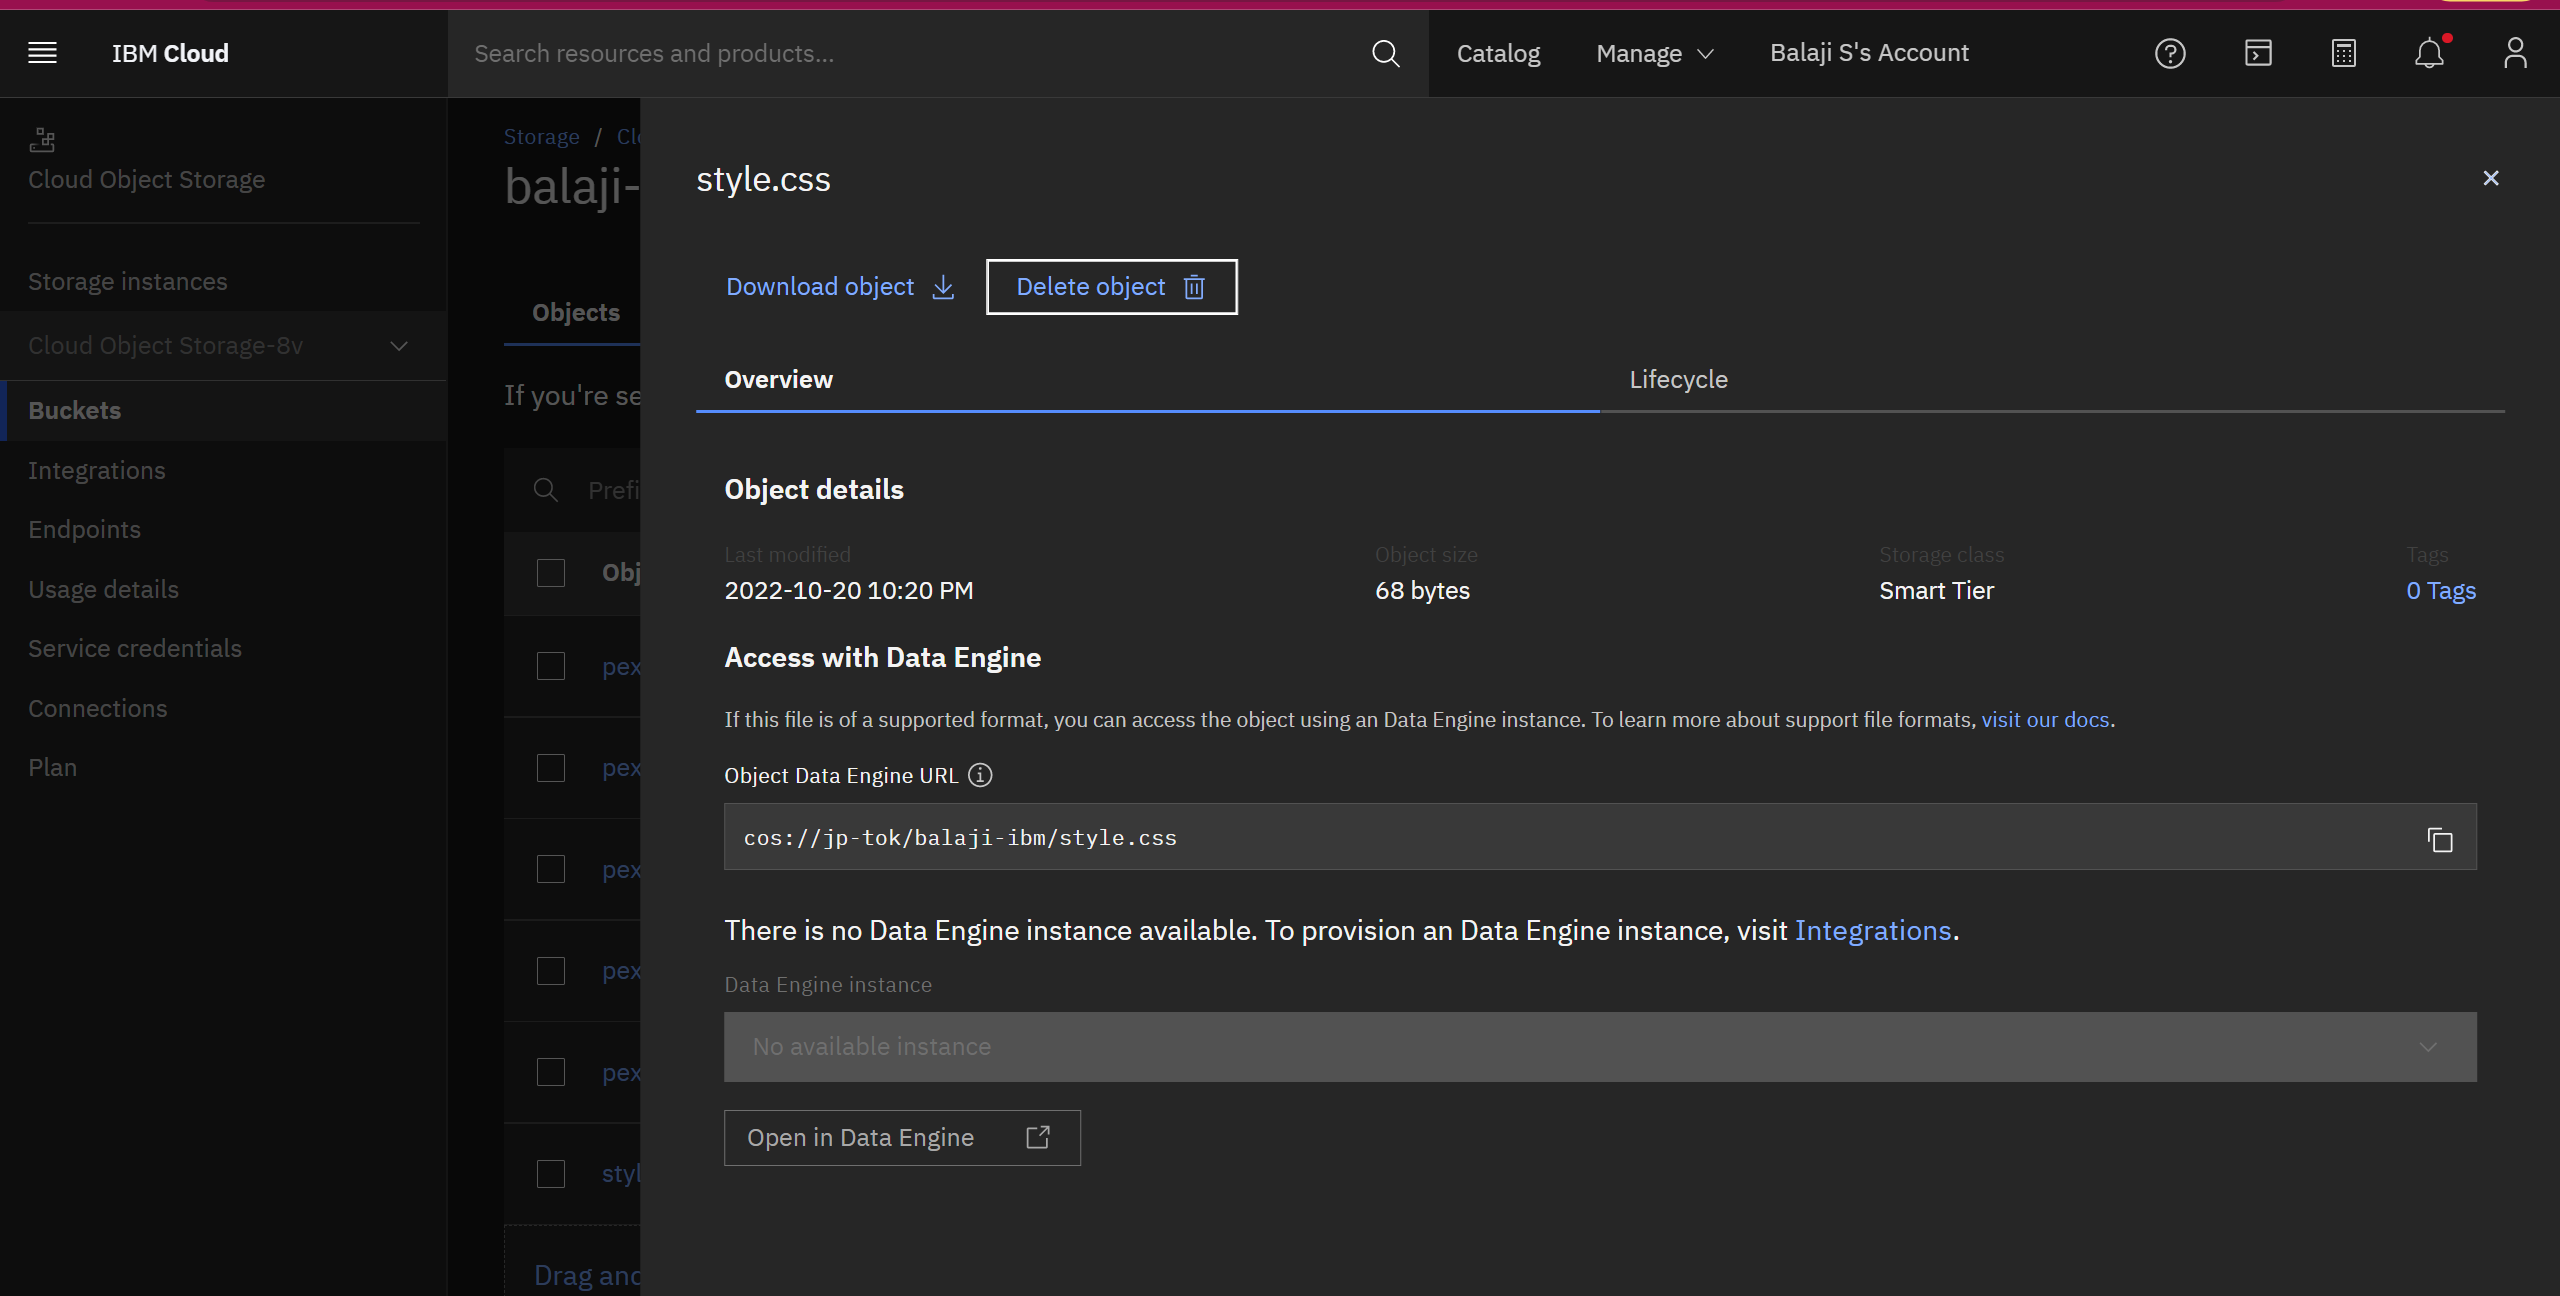 IBM Cloud
Search resources and products...
Catalog
Manage
Balaji S's Account
Cloud Object Storage
Storage instances
Cloud Object Storage-8v
Buckets
Integrations
Endpoints
Usage details
Service credentials
Connections
Plan
Storage / Clo
balaji-
Objects
If you're se
Prefi
Obj
pex
pex
pex
pex
pex
styl
Drag and
style.css
Download object
Delete object
Overview
Lifecycle
Object details
Last modified
2022-10-20 10:20 PM
Object size
68 bytes
Storage class
Smart Tier
Tags
0 Tags
Access with Data Engine
If this file is of a supported format, you can access the object using an Data Engine instance. To learn more about support file formats, visit our docs.
Object Data Engine URL
cos://jp-tok/balaji-ibm/style.css
There is no Data Engine instance available. To provision an Data Engine instance, visit Integrations.
Data Engine instance
No available instance
Open in Data Engine